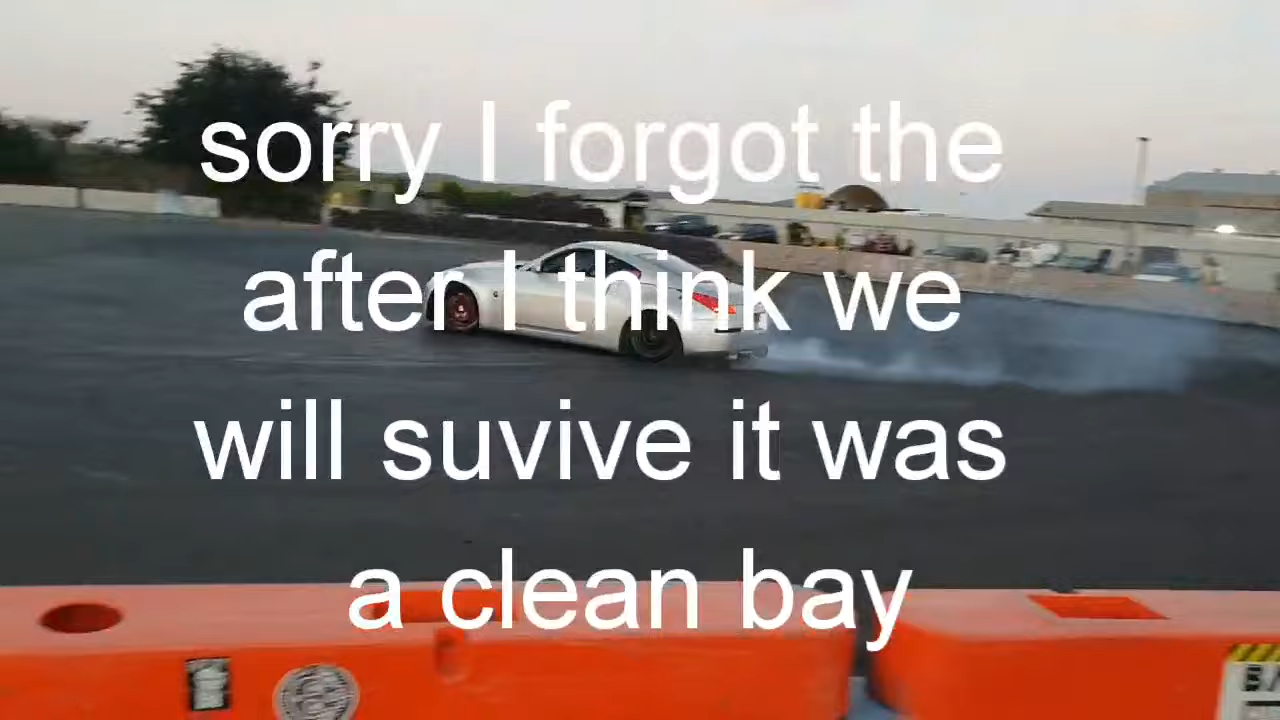 sorry I forgot the
after I think we
will suvive it was
a clean bay